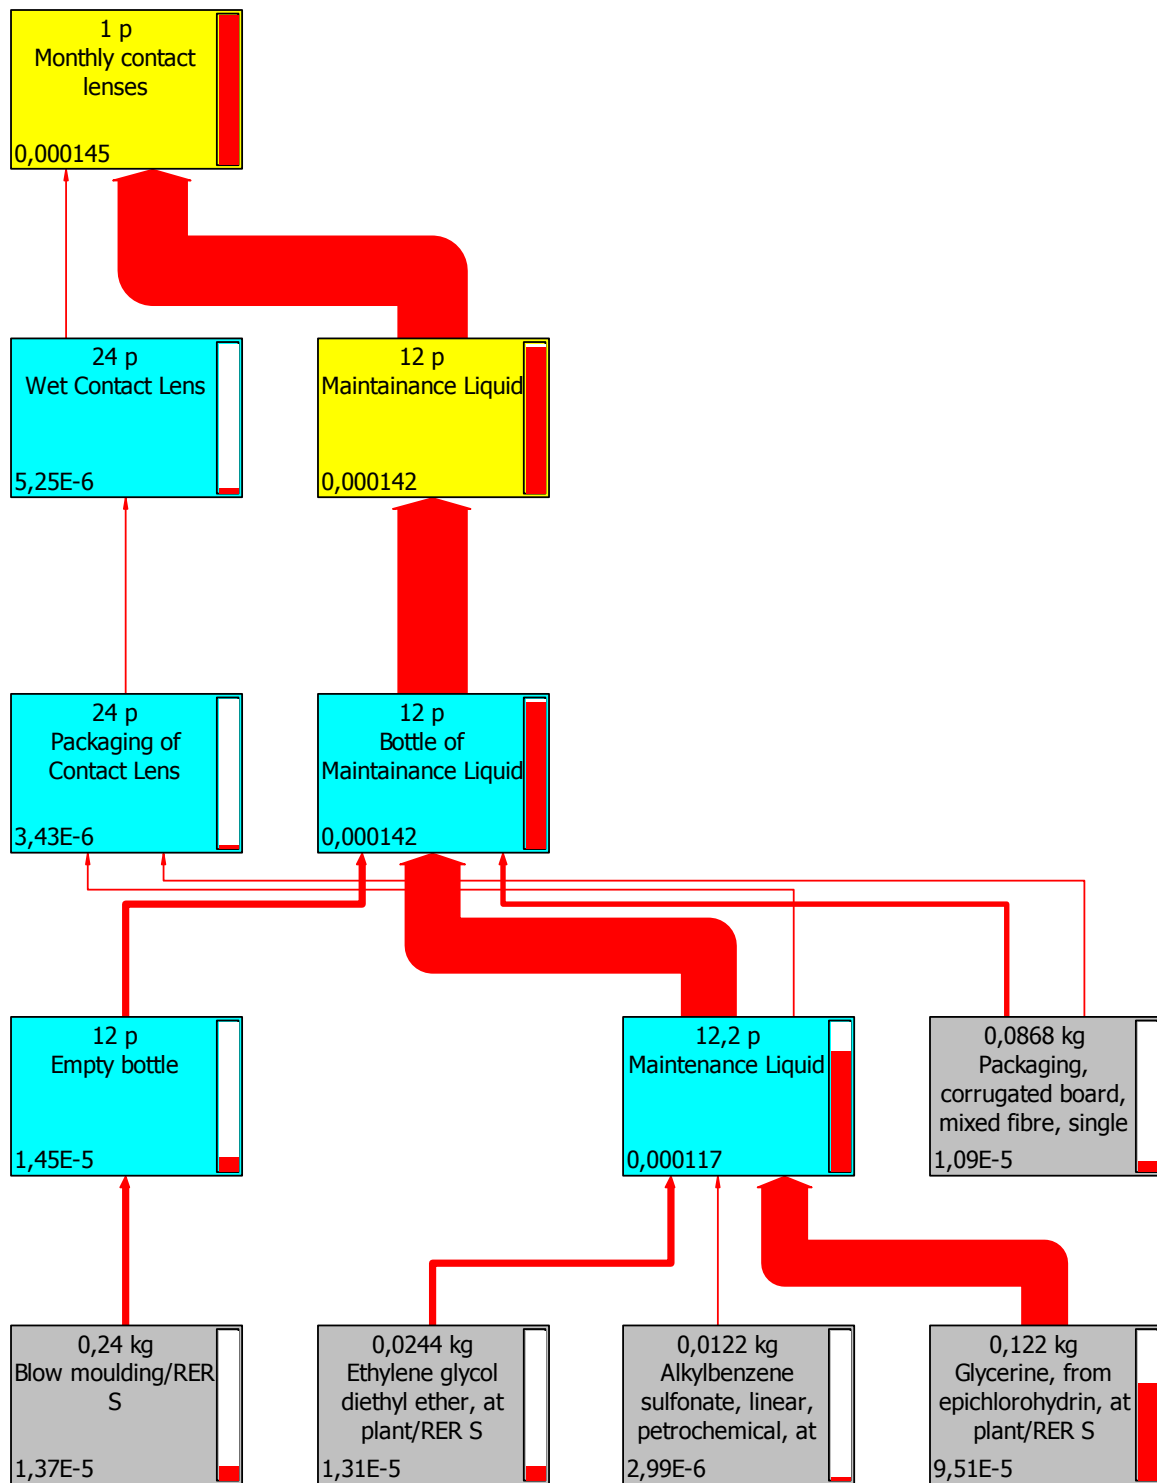 1 p
Monthly contact
lenses
0,000145
24 p
Wet Contact Lens
5,25E-6
12 p
Maintainance Liquid
0,000142
24 p
Packaging of
Contact Lens
3,43E-6
12 p
Bottle of
Maintainance Liquid
0,000142
12 p
Empty bottle
1,45E-5
12,2 p
Maintenance Liquid
0,000117
0,0868 kg
Packaging,
corrugated board,
mixed fibre, single
1,09E-5
0,24 kg
Blow moulding/RER
S
1,37E-5
0,0244 kg
Ethylene glycol
diethyl ether, at
plant/RER S
1,31E-5
0,0122 kg
Alkylbenzene
sulfonate, linear,
petrochemical, at
2,99E-6
0,122 kg
Glycerine, from
epichlorohydrin, at
plant/RER S
9,51E-5